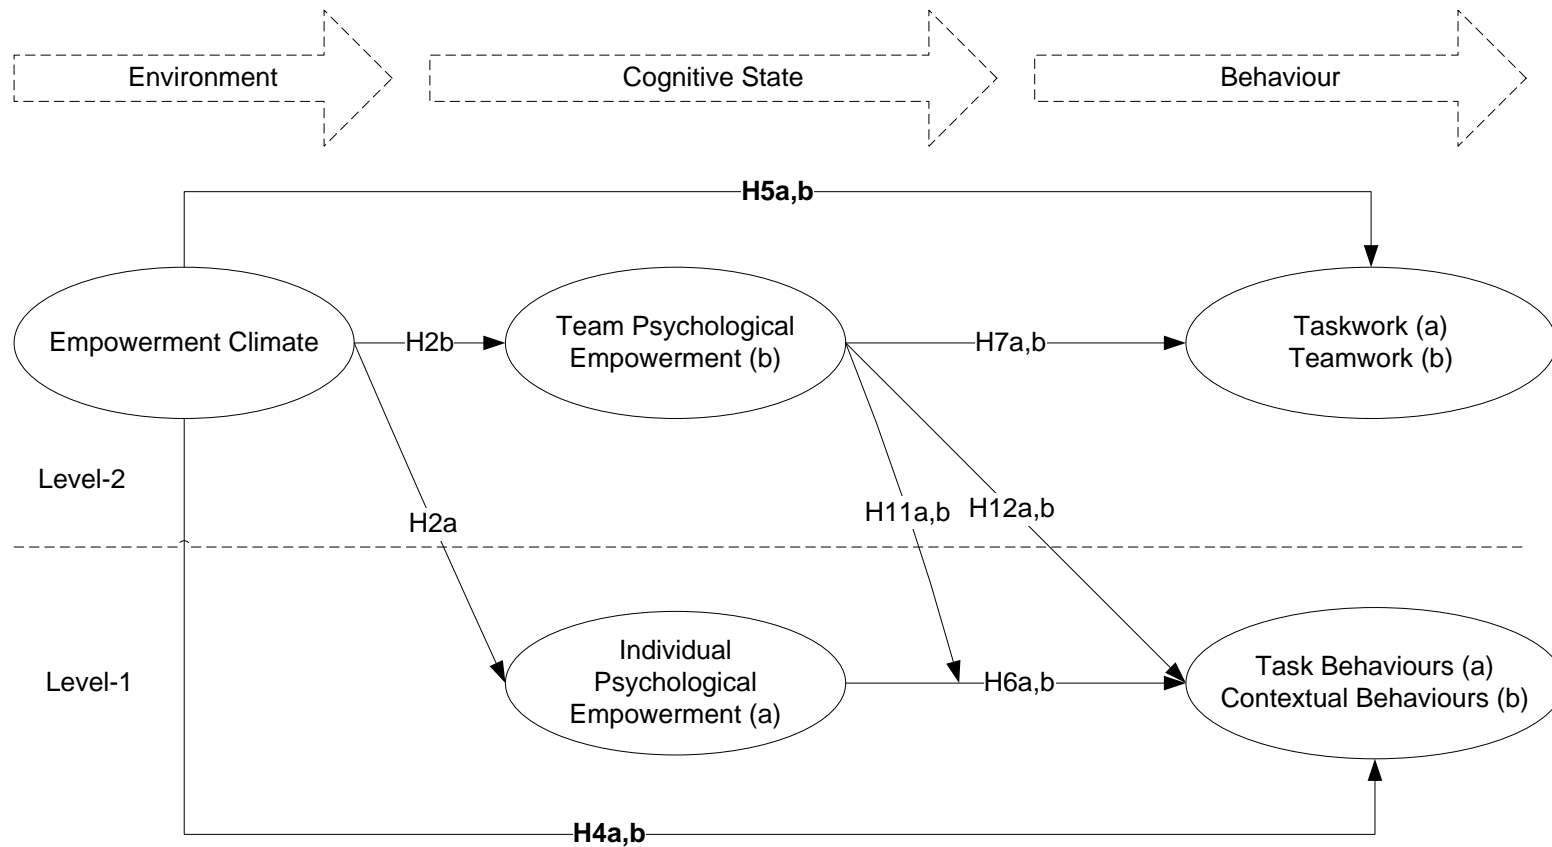 Environment
Cognitive State
Behaviour
H5a,b
Empowerment Climate
H2b
Team Psychological
Empowerment (b)
H7a,b
Taskwork (a)
Teamwork (b)
Level-2
H2a
H11a,b
H12a,b
Level-1
Individual
Psychological
Empowerment (a)
H6a,b
Task Behaviours (a)
Contextual Behaviours (b)
H4a,b